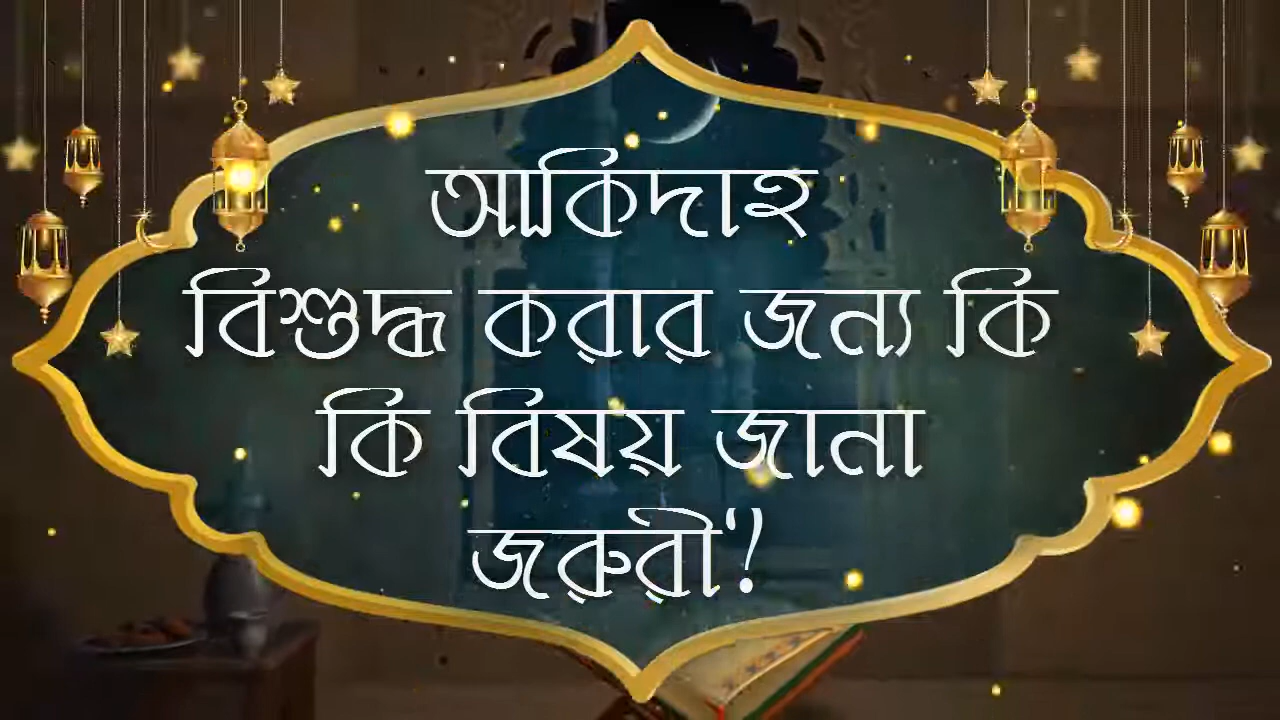 আকিদাহ
বিশুদ্ধ করার জন্য কি
কি বিষয় জানা
জরুরী?